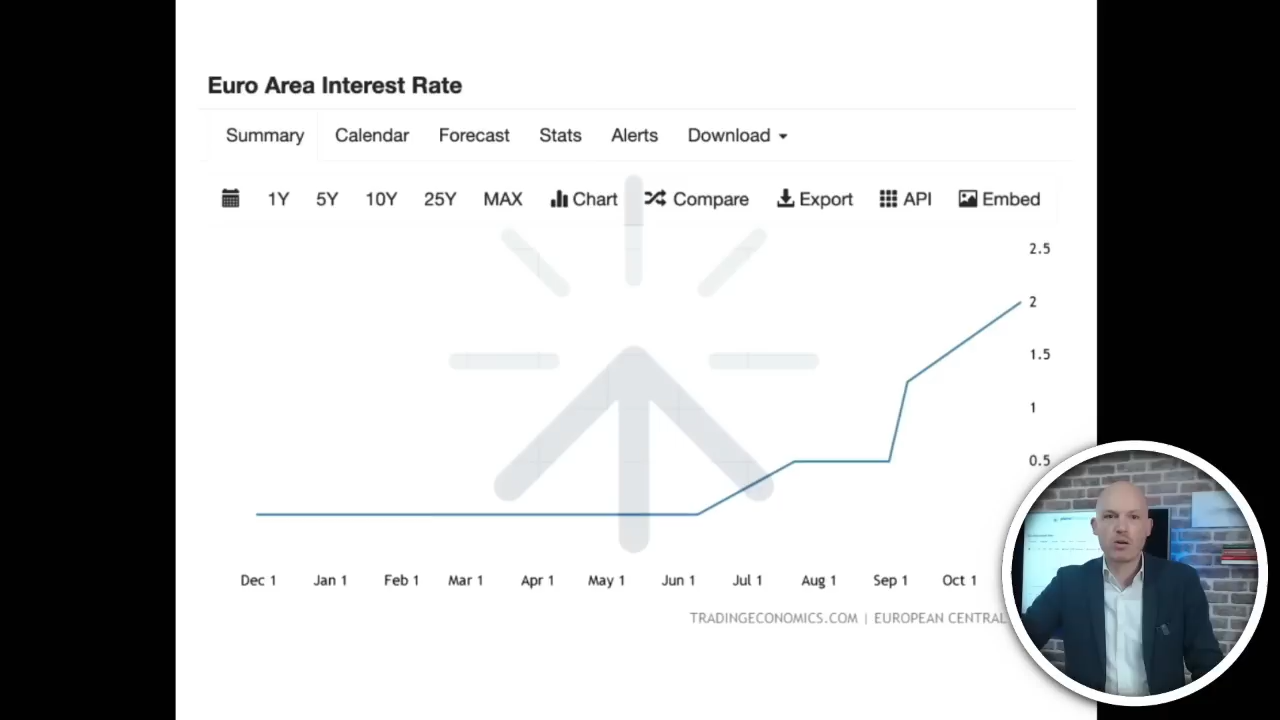 Euro Area Interest Rate
Summary Calendar Forecast Stats Alerts Download
1Y 5Y 10Y 25Y MAX Chart Compare Export API Embed
2.5
2
1.5
1
0.5
Dec 1 Jan 1 Feb 1 Mar 1 Apr 1 May 1 Jun 1 Jul 1 Aug 1 Sep 1 Oct 1
TRADINGECONOMICS.COM | EUROPEAN CENTRAL